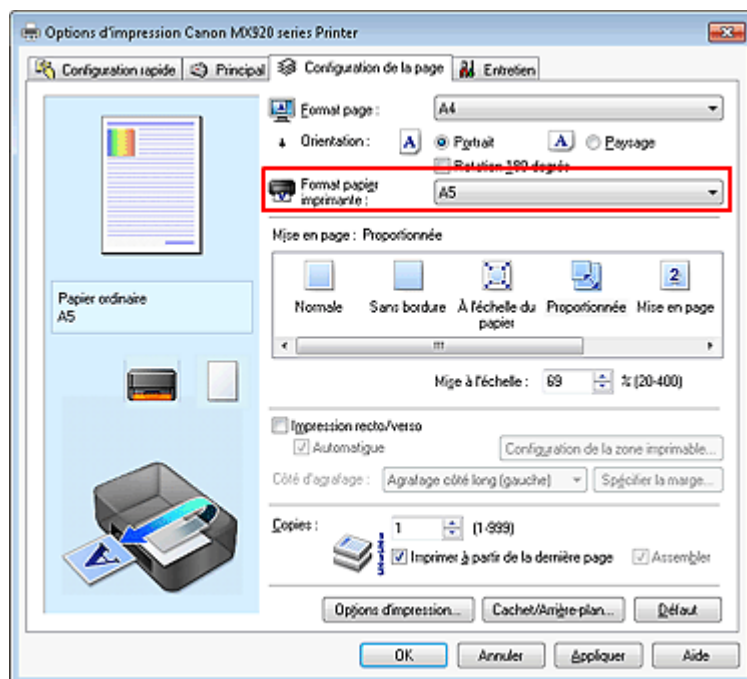 Options d'impression Canon MX920 series Printer
Configuration rapide Principal Configuration de la page Entretien
Format page : A4
Orientation : A Portrait A Paysage
Rotation 180 degrés
Format papier imprimante : A5
Mise en page : Proportionnée
Normale Sans bordure À l'échelle du papier Proportionnée Mise en page
Papier ordinaire
A5
Mise à l'échelle : 69 % (20-400)
Impression recto/verso
Automatique Configuration de la zone imprimable...
Côté d'agrafage : Agrafage côté long (gauche) Spécifier la marge...
Copies : 1 (1-999)
Imprimer à partir de la dernière page Assembler
Options d'impression... Cachet/Arrière-plan... Défaut
OK Annuler Appliquer Aide